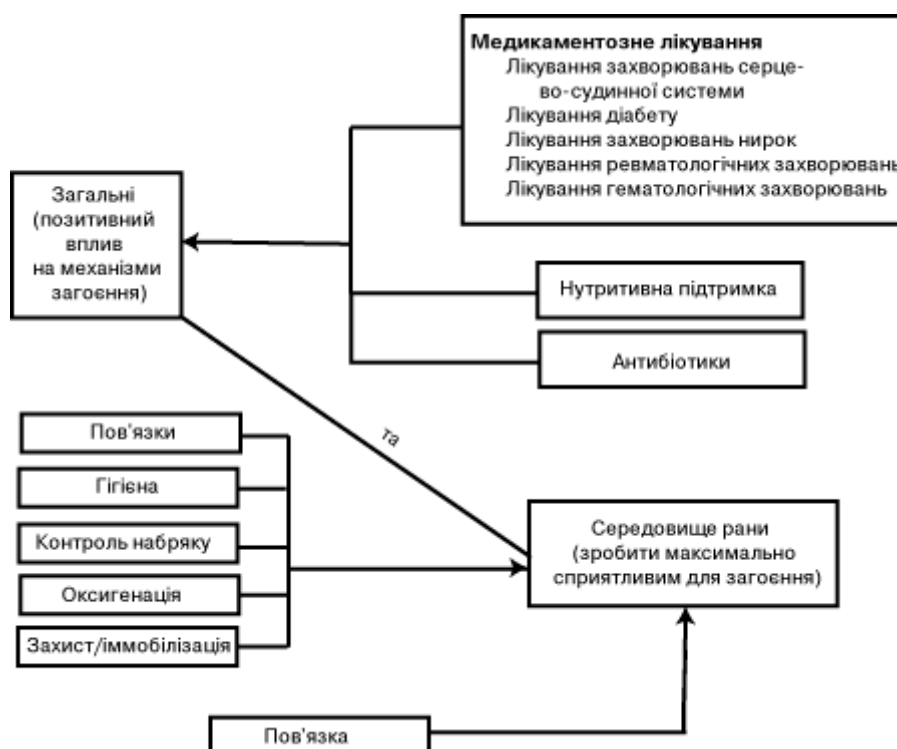 Медикаментозне лікування
Лікування захворювань серце-
во-судинної системи
Лікування діабету
Лікування захворювань нирок
Лікування ревматологічних захворювань
Лікування гематологічних захворювань
Загальні
(позитивний
вплив
на механізми
загоєння)
Нутритивна підтримка
Антибіотики
та
Пов'язки
Гігієна
Контроль набряку
Оксигенація
Захист/іммобілізація
Середовище рани
(зробити максимально
сприятливим для загоєння)
Пов'язка